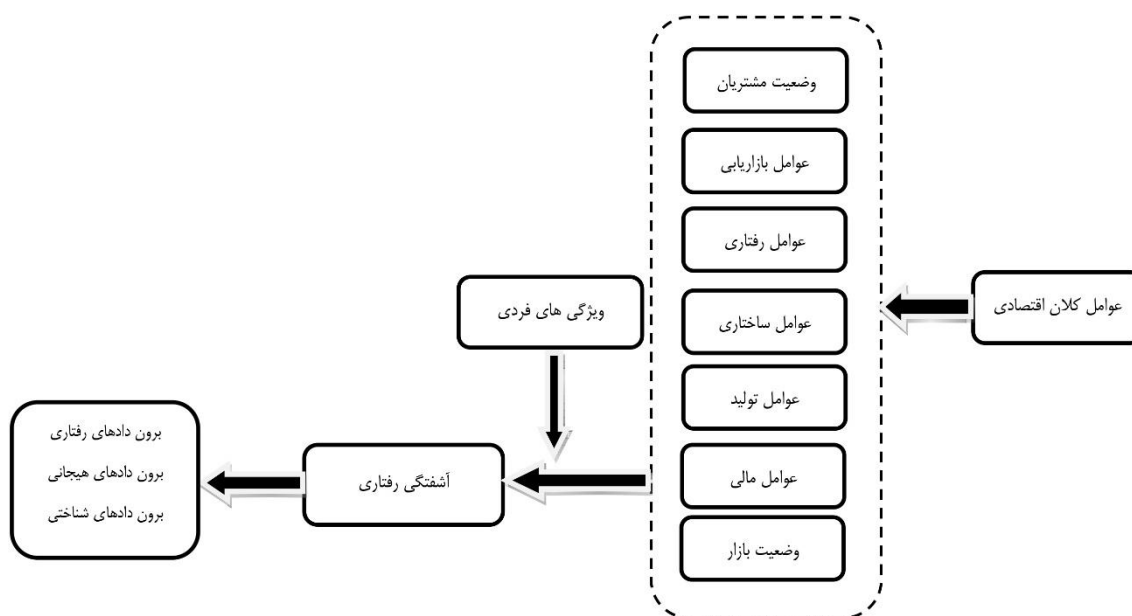 عوامل کلان اقتصادی
وضعیت مشتریان
عوامل بازاریابی
عوامل رفتاری
عوامل ساختاری
عوامل تولید
عوامل مالی
وضعیت بازار
ویژگی های فردی
آشفتگی رفتاری
برون دادهای رفتاری
برون دادهای هیجانی
برون دادهای شناختی